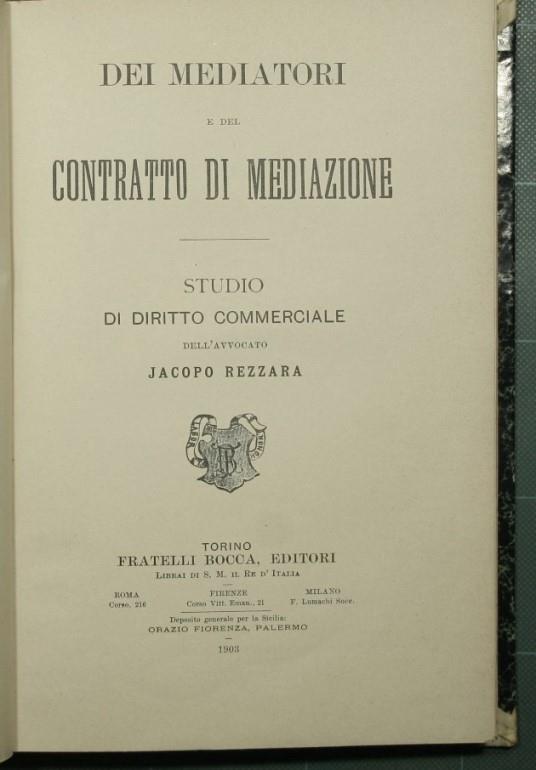 DEI MEDIATORI
E DEL
CONTRATTO DI MEDIAZIONE
STUDIO
DI DIRITTO COMMERCIALE
DELL'AVVOCATO
JACOPO REZZARA
LABOR
TORINO
FRATELLI BOCCA, EDITORI
LIBRAI DI S. M. IL RE D'ITALIA
ROMA
Corso, 216
FIRENZE
Corso Vitt. Eman., 21
MILANO
F. Lumachi Succ.
Deposito generale per la Sicilia:
ORAZIO FIORENZA, PALERMO
1903